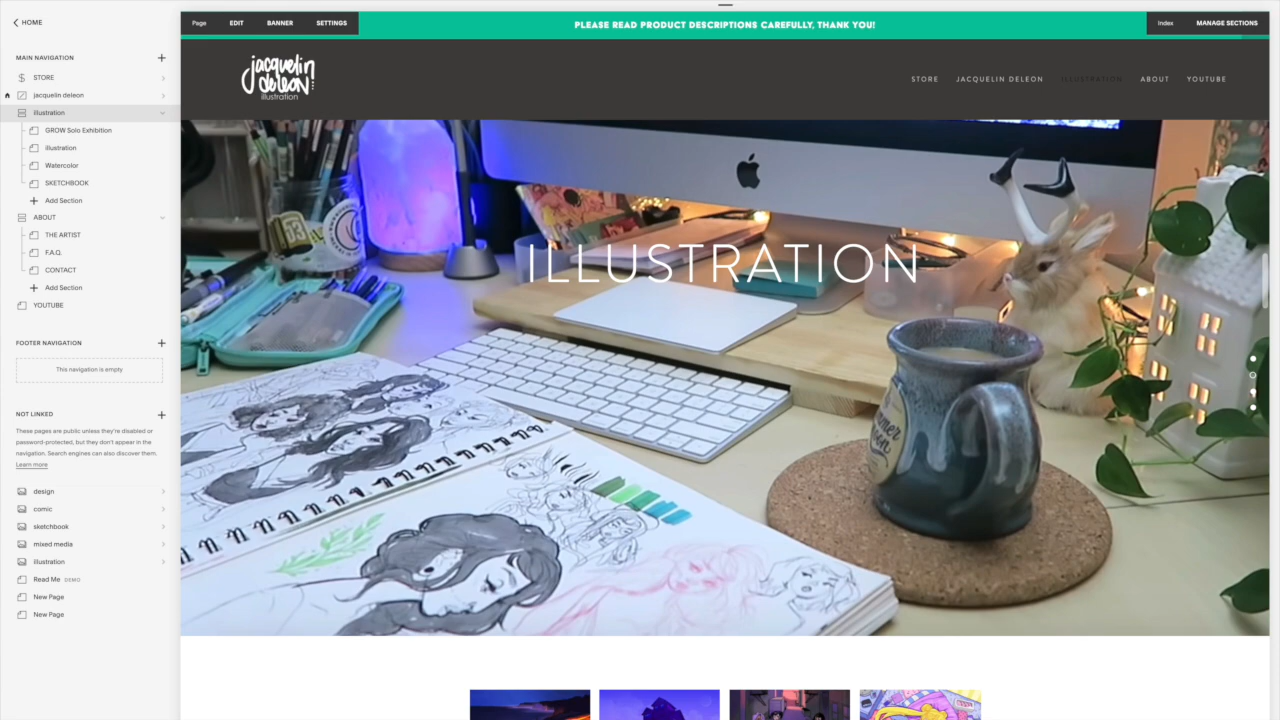 HOME
MAIN NAVIGATION
STORE
jacquelin deleon
illustration
GROW Solo Exhibition
illustration
Watercolor
SKETCHBOOK
Add Section
ABOUT
THE ARTIST
F.A.Q.
CONTACT
Add Section
YOUTUBE
FOOTER NAVIGATION
This navigation is empty
NOT LINKED
These pages are public unless they're disabled or
password-protected, but they don't appear in the
navigation. Search engines can also discover them.
Learn more
design
comic
sketchbook
mixed media
illustration
Read Me DEMO
New Page
New Page
Page EDIT BANNER SETTINGS
PLEASE READ PRODUCT DESCRIPTIONS CAREFULLY, THANK YOU!
Index MANAGE SECTIONS
jacquelin
deleon
illustration
STORE JACQUELIN DELEON ILLUSTRATION ABOUT YOUTUBE
ILLUSTRATION